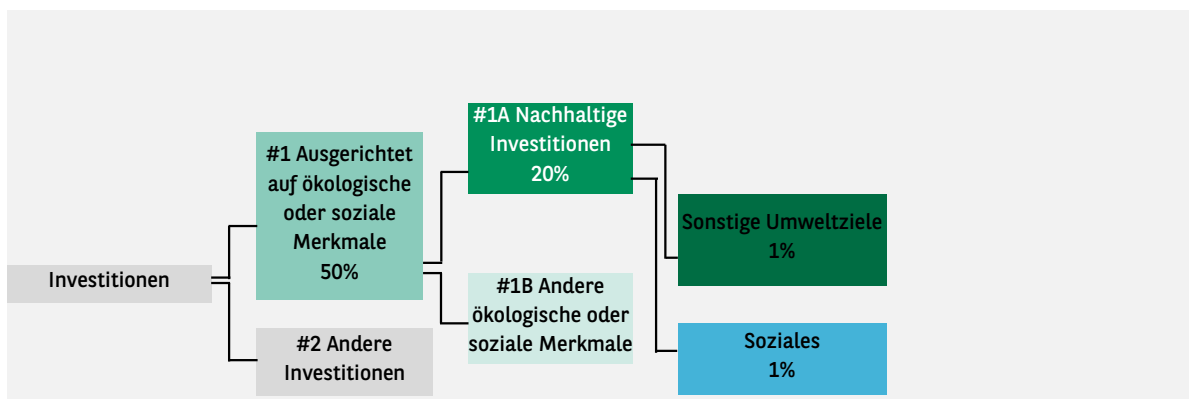 Investitionen
#1 Ausgerichtet
auf ökologische
oder soziale
Merkmale
50%
#2 Andere
Investitionen
#1A Nachhaltige
Investitionen
20%
#1B Andere
ökologische oder
soziale Merkmale
Sonstige Umweltziele
1%
Soziales
1%